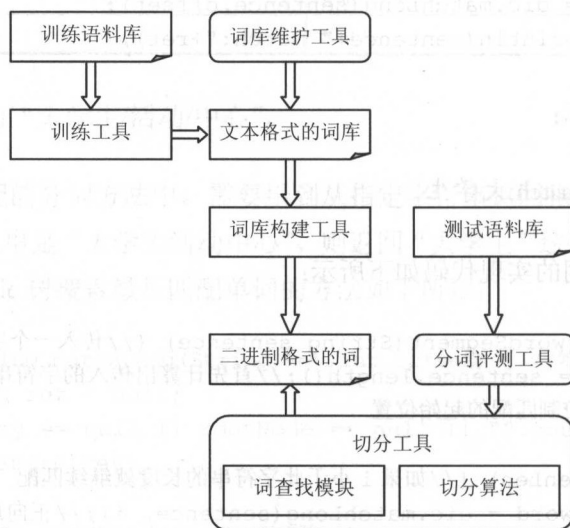 训练语料库
词库维护工具
训练工具
文本格式的词库
词库构建工具
测试语料库
二进制格式的词
分词评测工具
切分工具
词查找模块
切分算法